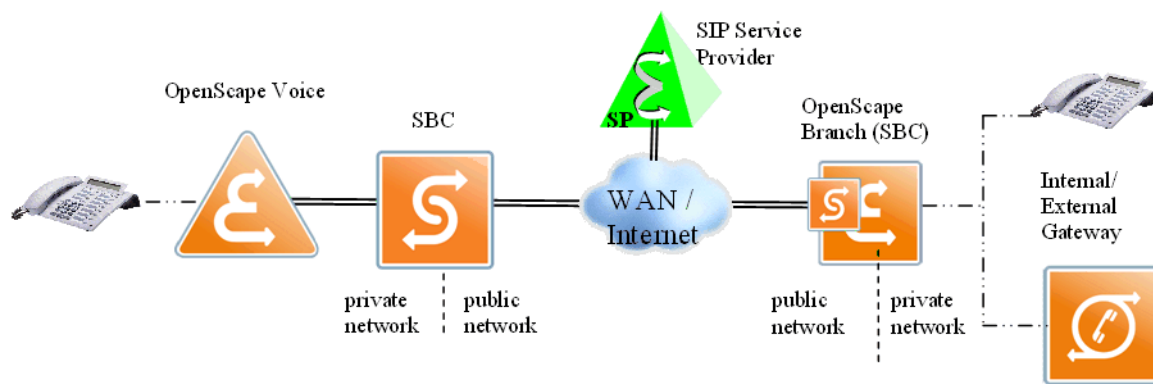 SIP Service
Provider
OpenScape Voice
SBC
SP
OpenScape
Branch (SBC)
WAN /
Internet
Internal/
External
Gateway
private
network
public
network
public
network
private
network